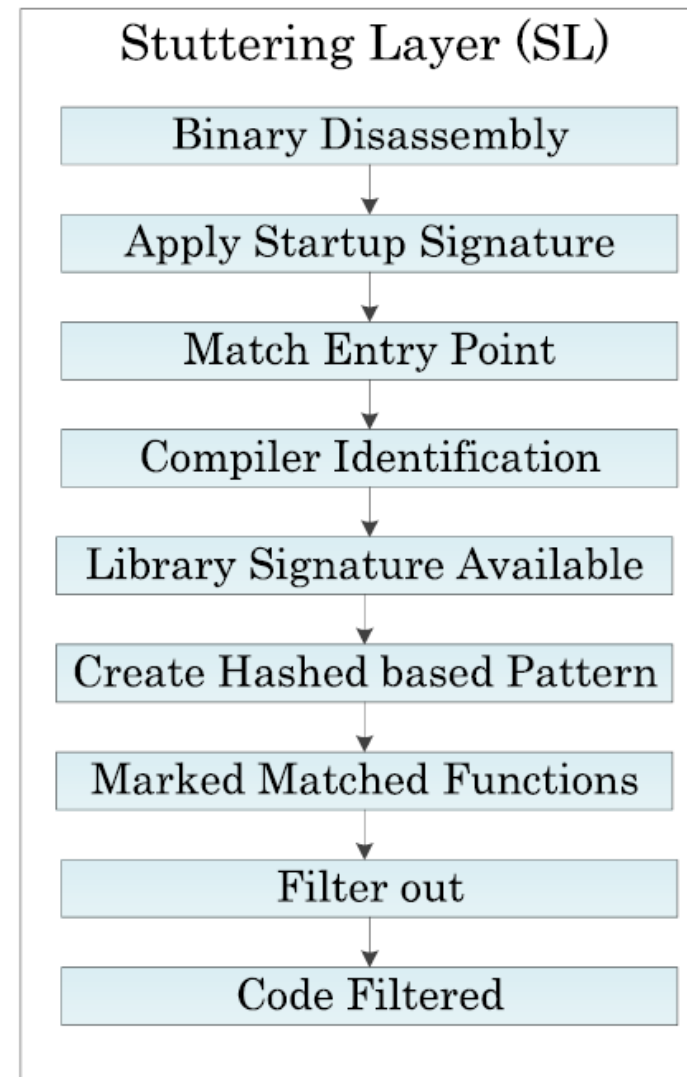 Stuttering Layer (SL)
Binary Disassembly
Apply Startup Signature
Match Entry Point
Compiler Identification
Library Signature Available
Create Hashed based Pattern
Marked Matched Functions
Filter out
Code Filtered